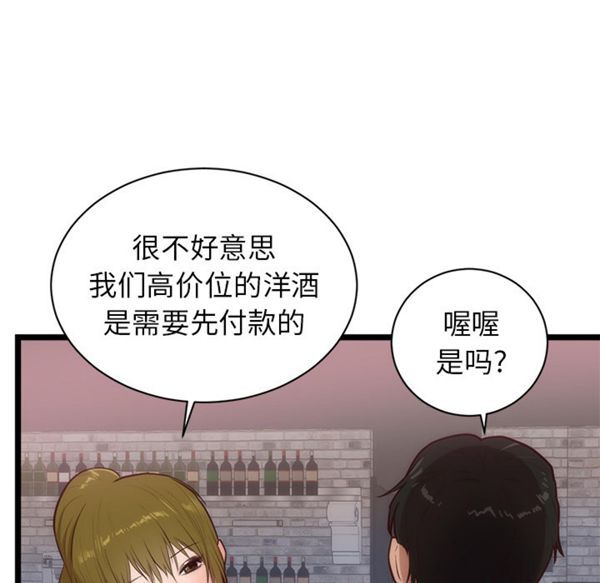 很不好意思
我们高价位的洋酒
是需要先付款的
喔喔
是吗?